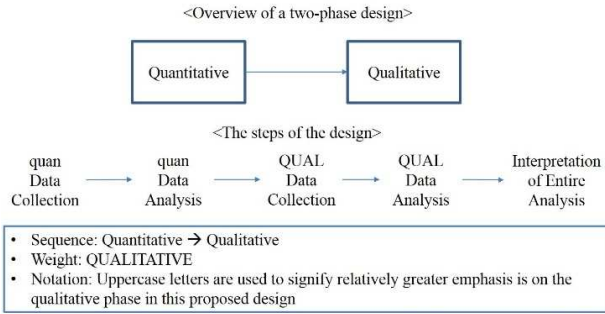 <Overview of a two-phase design>
Quantitative
Qualitative
<The steps of the design>
quan
Data
Collection
quan
Data
Analysis
QUAL
Data
Collection
QUAL
Data
Analysis
Interpretation
of Entire
Analysis
• Sequence: Quantitative → Qualitative
• Weight: QUALITATIVE
• Notation: Uppercase letters are used to signify relatively greater emphasis is on the
qualitative phase in this proposed design